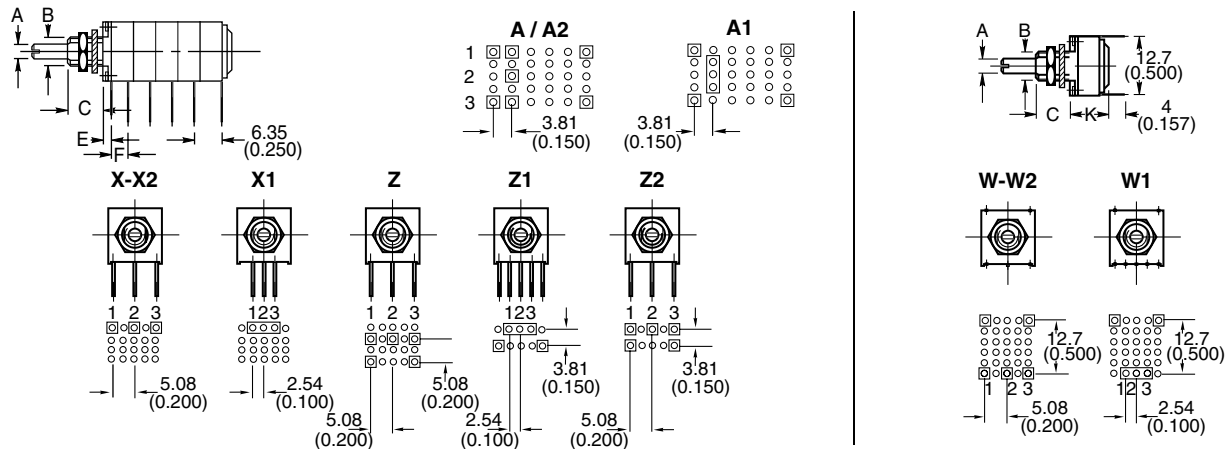 A B
C
E
F
6.35
(0.250)
A / A2
1
2
3
3.81
(0.150)
A1
3.81
(0.150)
X-X2
1 2 3
5.08
(0.200)
X1
123
2.54
(0.100)
Z
1 2 3
5.08
(0.200)
5.08
(0.200)
Z1
123
3.81
(0.150)
2.54
(0.100)
Z2
1 2 3
3.81
(0.150)
5.08
(0.200)
A B
12.7
(0.500)
C K
4
(0.157)
W-W2
12.7
(0.500)
1 2 3
5.08
(0.200)
W1
12.7
(0.500)
1 2 3
2.54
(0.100)